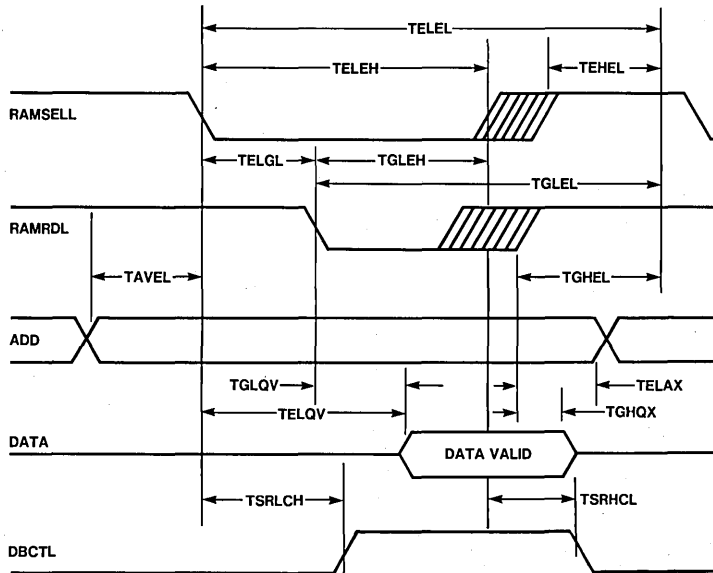 TELEL
TELEH
TEHEL
RAMSELL
TELGL
TGLEH
TGLEL
RAMRDL
TAVEL
TGHEL
ADD
TGLQV
TELAX
TELQV
TGHQX
DATA
DATA VALID
TSRLCH
TSRHCL
DBCTL